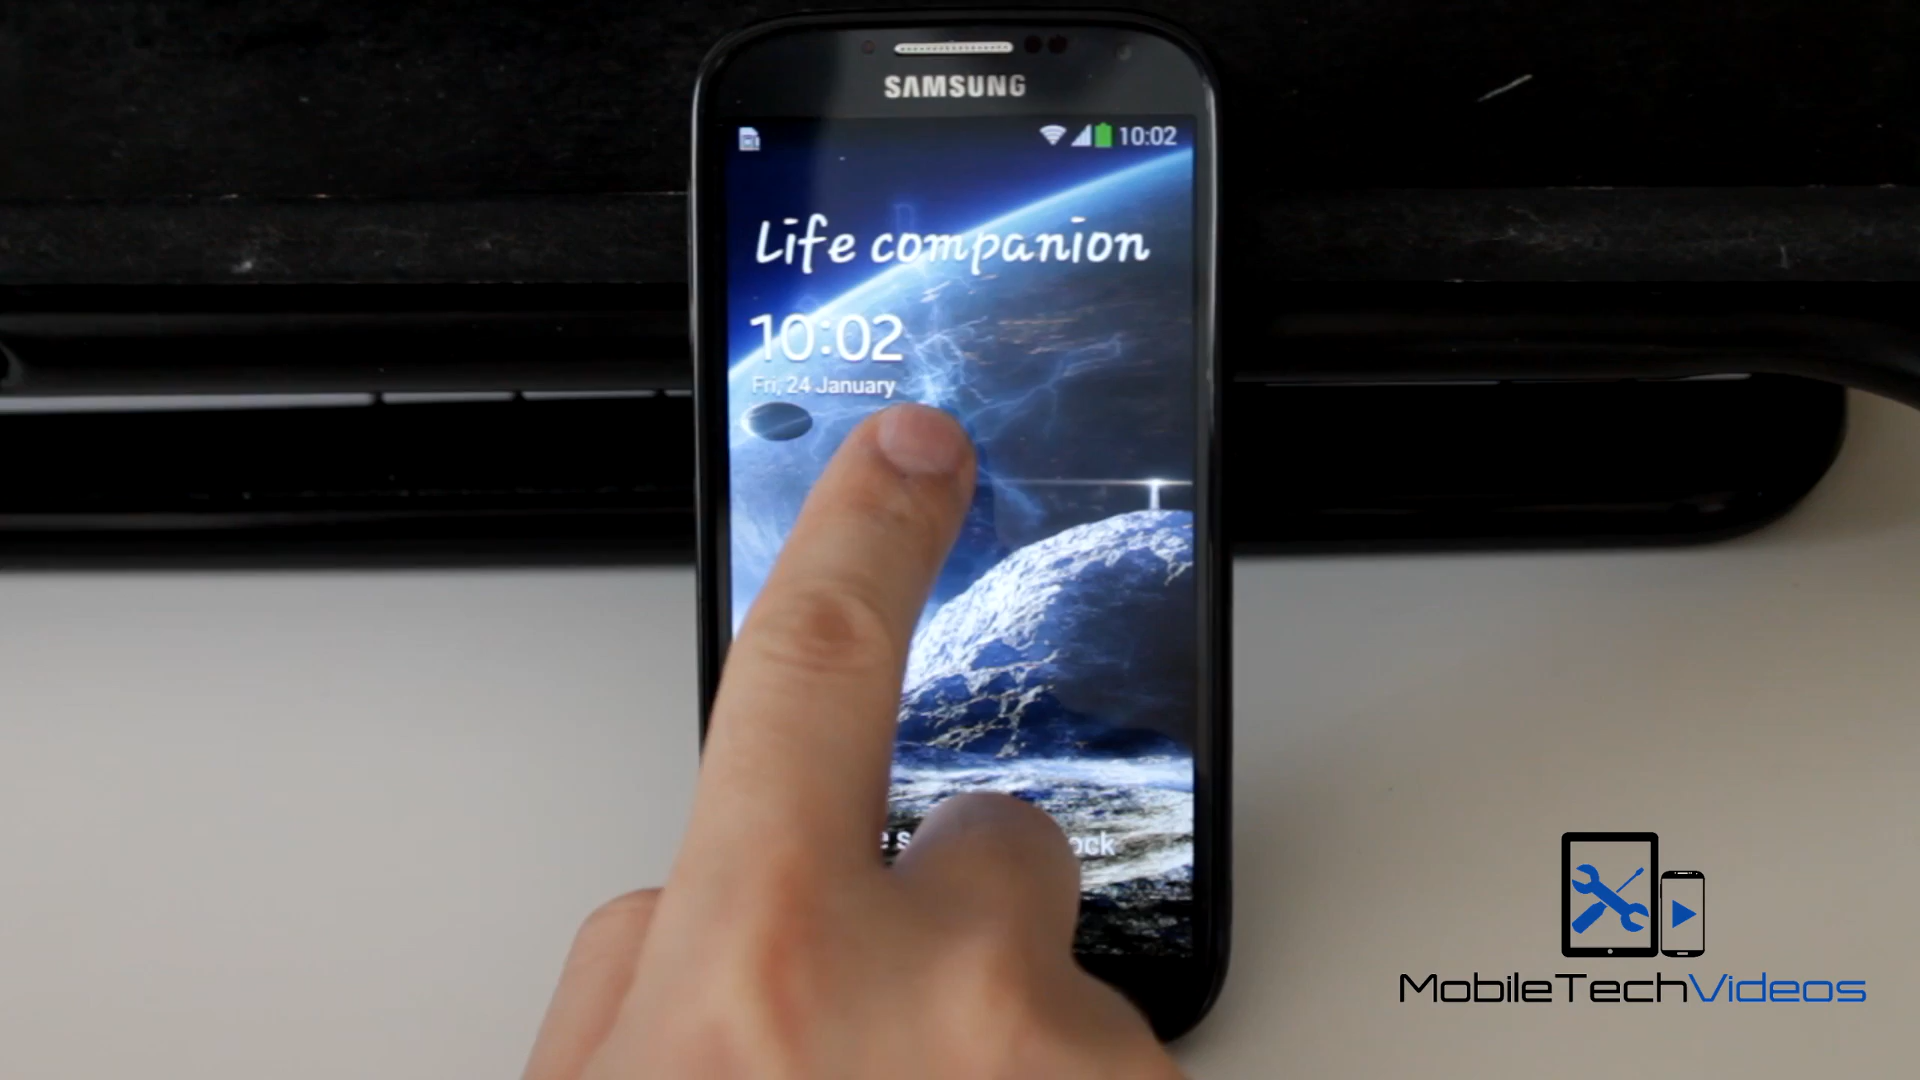 SAMSUNG
10:02
Life companion
10:02
Fri, 24 January
MobileTechVideos